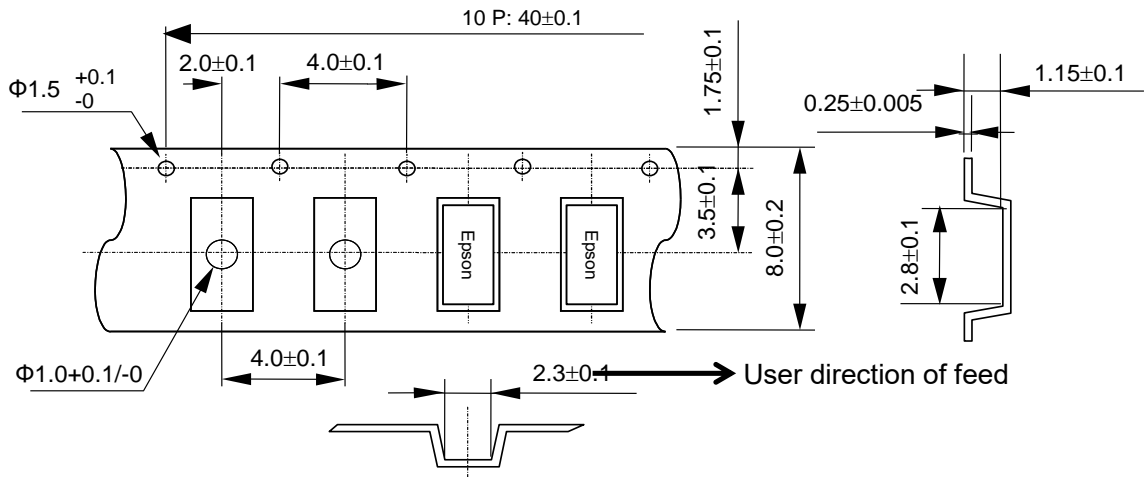 10 P: 40±0.1
2.0±0.1
4.0±0.1
1.75±0.1
1.15±0.1
Φ1.5 +0.1
-0
0.25±0.005
3.5±0.1
8.0±0.2
2.8±0.1
Epson
Epson
Φ1.0+0.1/-0
4.0±0.1
2.3±0.1
User direction of feed